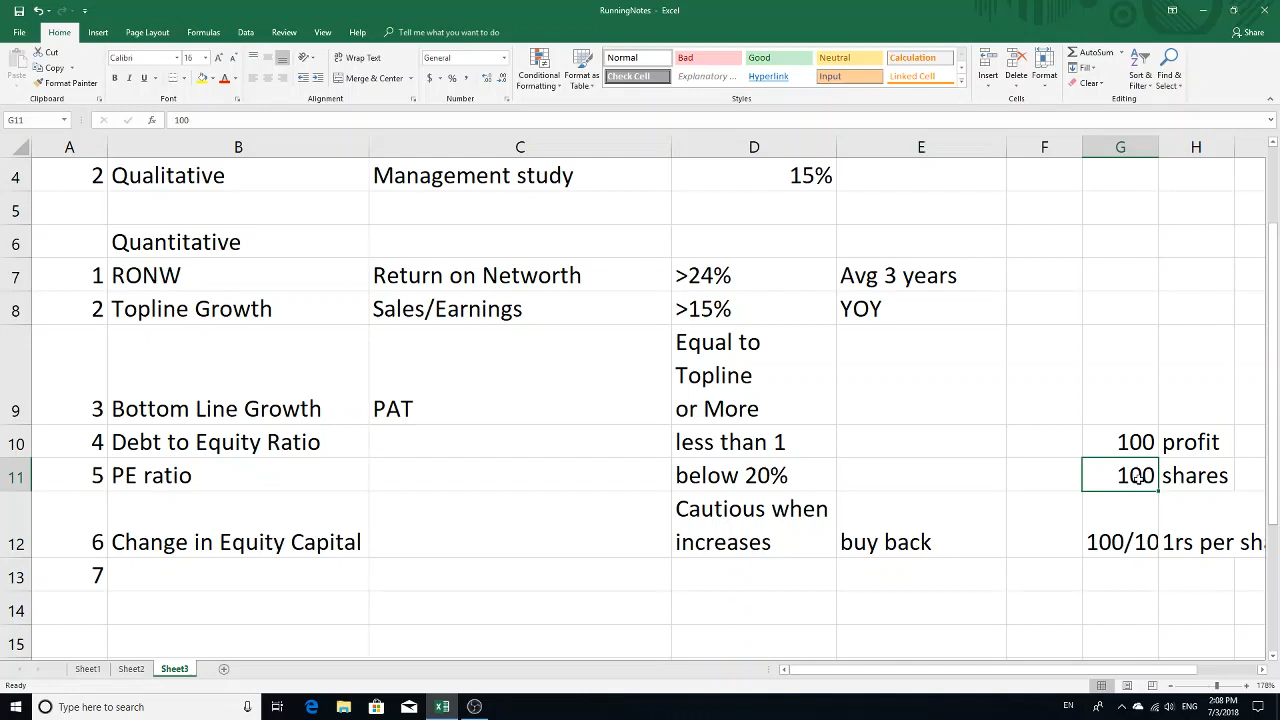 RunningNotes - Excel
File Home Insert Page Layout Formulas Data Review View Help Tell me what you want to do Share
Paste Cut Copy Format Painter Clipboard
Calibri 16 A A B I U A Font
Wrap Text Merge & Center Alignment
General $ % , Number
Conditional Formatting Format as Table
Normal Bad Good Neutral Calculation
Check Cell Explanatory ... Hyperlink Input Linked Cell
Styles
Insert Delete Format Cells
AutoSum Fill Clear Sort & Filter Find & Select Editing
G11 fx 100
A B C D E F G H
4 2 Qualitative Management study 15%
5
6 Quantitative
7 1 RONW Return on Networth >24% Avg 3 years
8 2 Topline Growth Sales/Earnings >15% YOY
Equal to
Topline
9 3 Bottom Line Growth PAT or More
10 4 Debt to Equity Ratio less than 1 100 profit
11 5 PE ratio below 20% 100 shares
Cautious when
12 6 Change in Equity Capital increases buy back 100/10 1rs per sha
13 7
14
15
Sheet1 Sheet2 Sheet3
Ready 178%
Type here to search EN 2:08 PM
7/3/2018